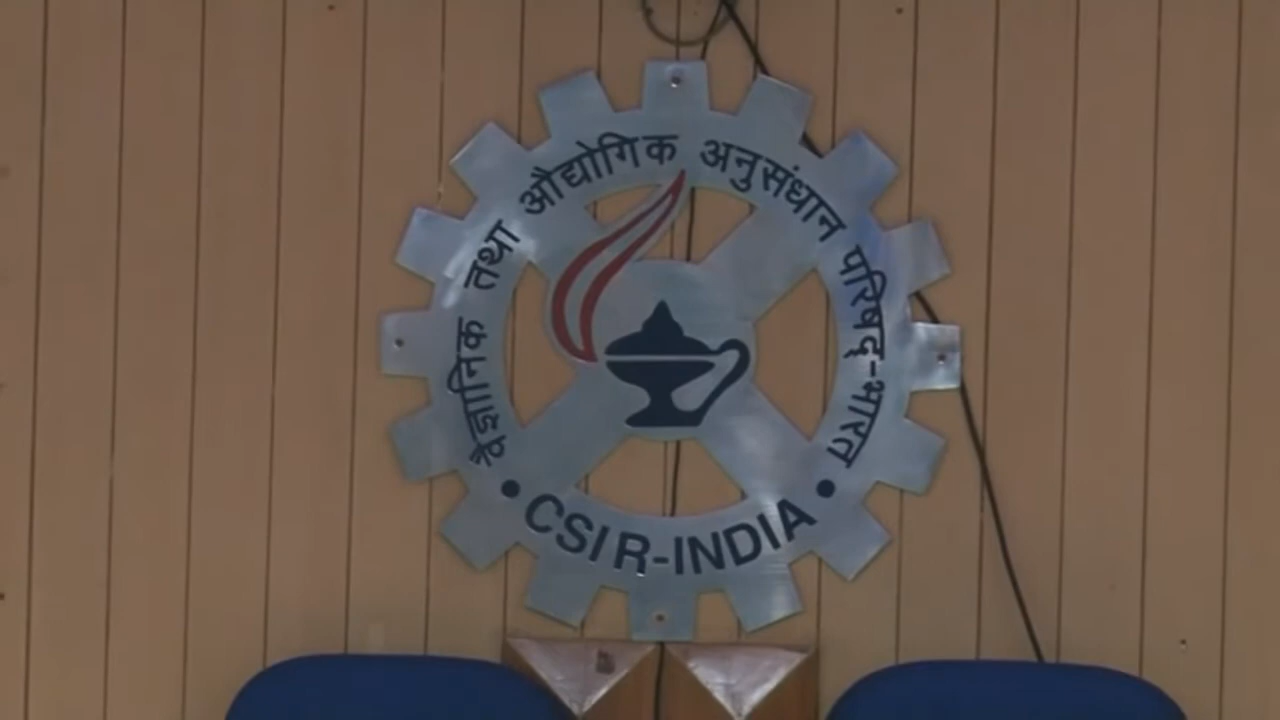 वैज्ञानिक तथा औद्योगिक अनुसंधान परिषद्-भारत
• CSIR-INDIA •